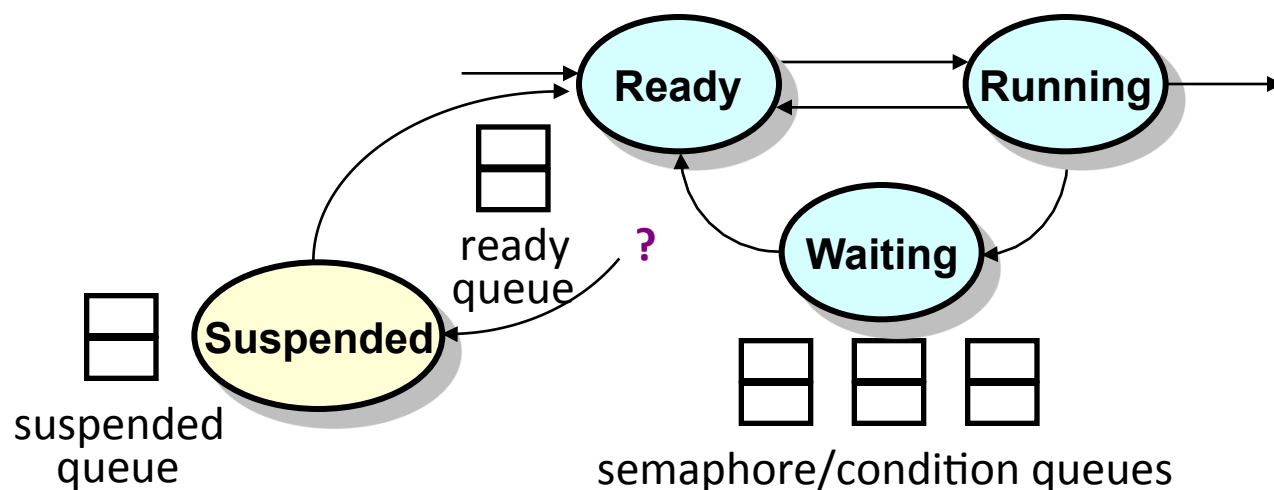 Ready
Running
ready
queue
?
Waiting
Suspended
suspended
queue
semaphore/condition queues